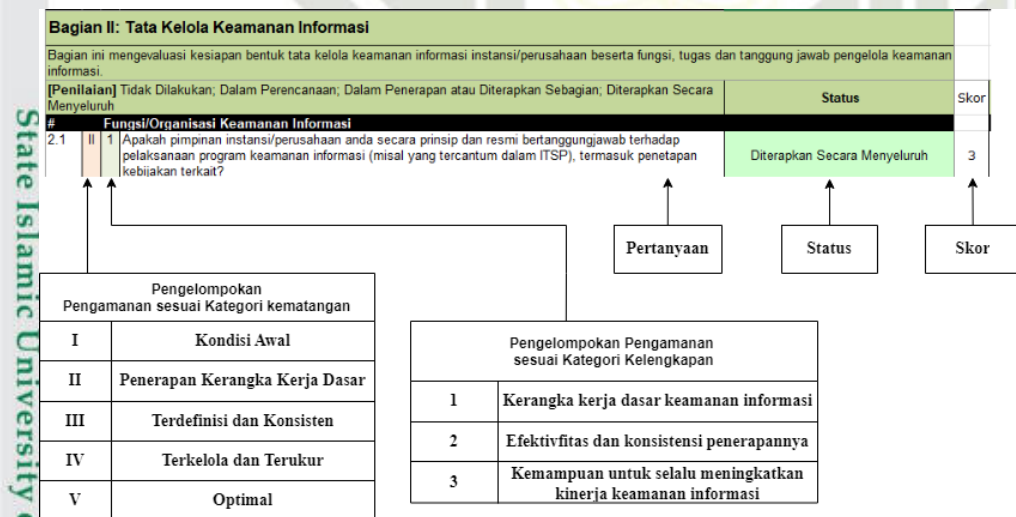 Bagian II: Tata Kelola Keamanan Informasi
Bagian ini mengevaluasi kesiapan bentuk tata kelola keamanan informasi instansi/perusahaan beserta fungsi, tugas dan tanggung jawab pengelola keamanan
informasi.
[Penilaian] Tidak Dilakukan; Dalam Perencanaan; Dalam Penerapan atau Diterapkan Sebagian; Diterapkan Secara
Menyeluruh
Status
Skor
# Fungsi/Organisasi Keamanan Informasi
2.1 II 1 Apakah pimpinan instansi/perusahaan anda secara prinsip dan resmi bertanggungjawab terhadap
pelaksanaan program keamanan informasi (misal yang tercantum dalam ITSP), termasuk penetapan
kebijakan terkait?
Diterapkan Secara Menyeluruh
3
Pertanyaan
Status
Skor
Pengelompokan
Pengamanan sesuai Kategori kematangan
I Kondisi Awal
II Penerapan Kerangka Kerja Dasar
III Terdefinisi dan Konsisten
IV Terkelola dan Terukur
V Optimal
Pengelompokan Pengamanan
sesuai Kategori Kelengkapan
1 Kerangka kerja dasar keamanan informasi
2 Efektivfitas dan konsistensi penerapannya
3 Kemampuan untuk selalu meningkatkan
kinerja keamanan informasi
State Islamic University